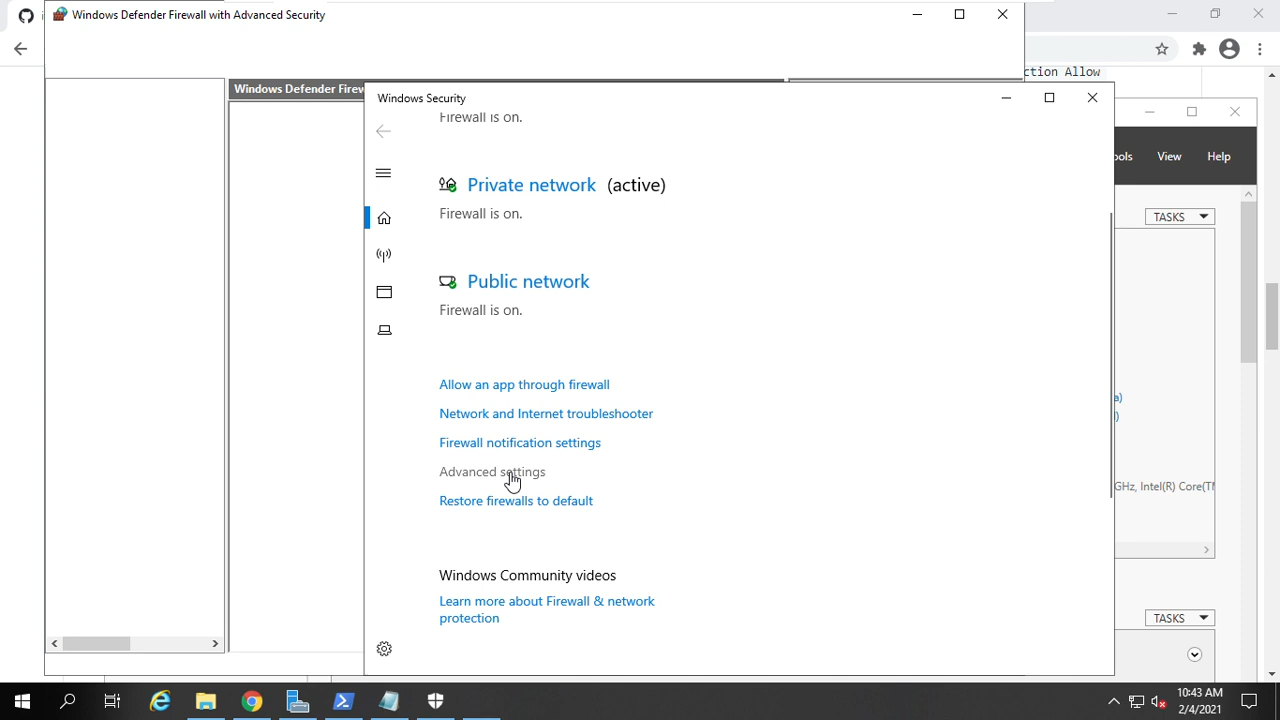 Windows Defender Firewall with Advanced Security
ction Allow
Windows Defender Firew
Windows Security
Firewall is on.
Private network (active)
Firewall is on.
Public network
Firewall is on.
Allow an app through firewall
Network and Internet troubleshooter
Firewall notification settings
Advanced settings
Restore firewalls to default
Windows Community videos
Learn more about Firewall & network
protection
ools View Help
TASKS
a)
)
GHz, Intel(R) Core(T
TASKS
10:43 AM
2/4/2021